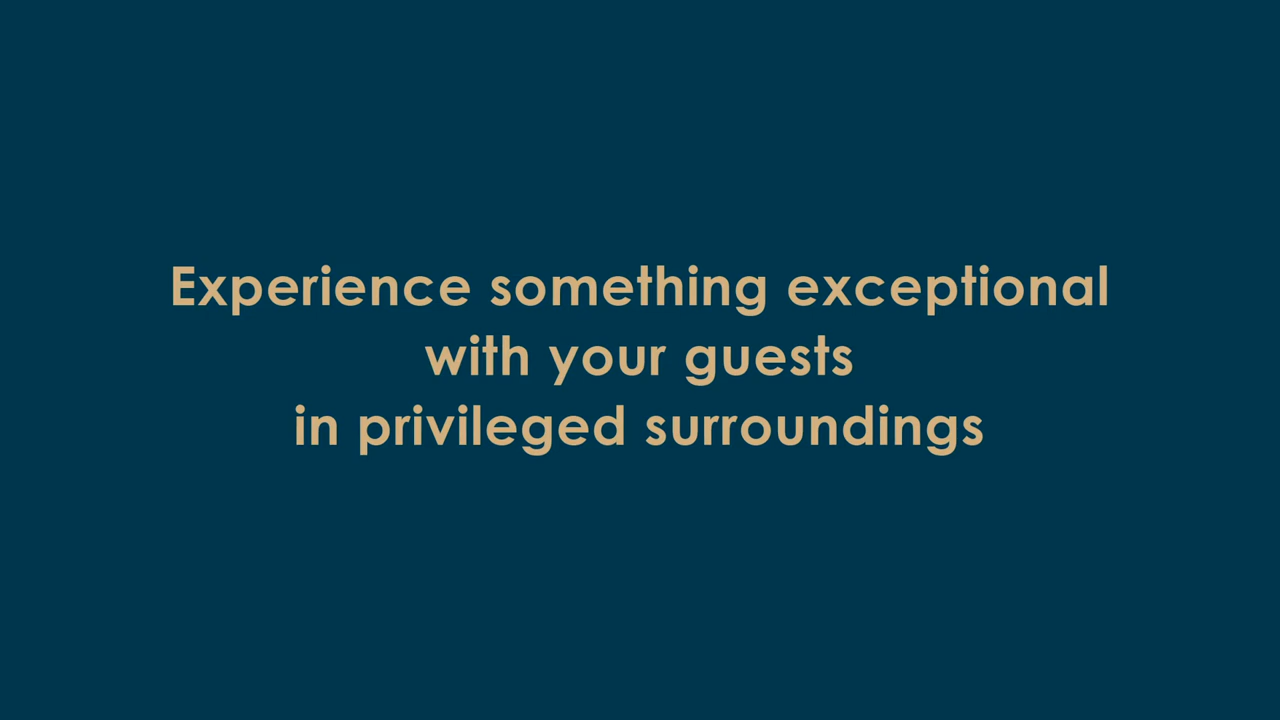 Experience something exceptional
with your guests
in privileged surroundings